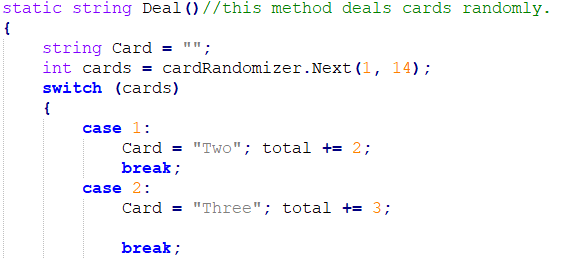 static string Deal()//this method deals cards randomly.
{
    string Card = "";
    int cards = cardRandomizer.Next(1, 14);
    switch (cards)
    {
        case 1:
            Card = "Two"; total += 2;
            break;
        case 2:
            Card = "Three"; total += 3;

            break;